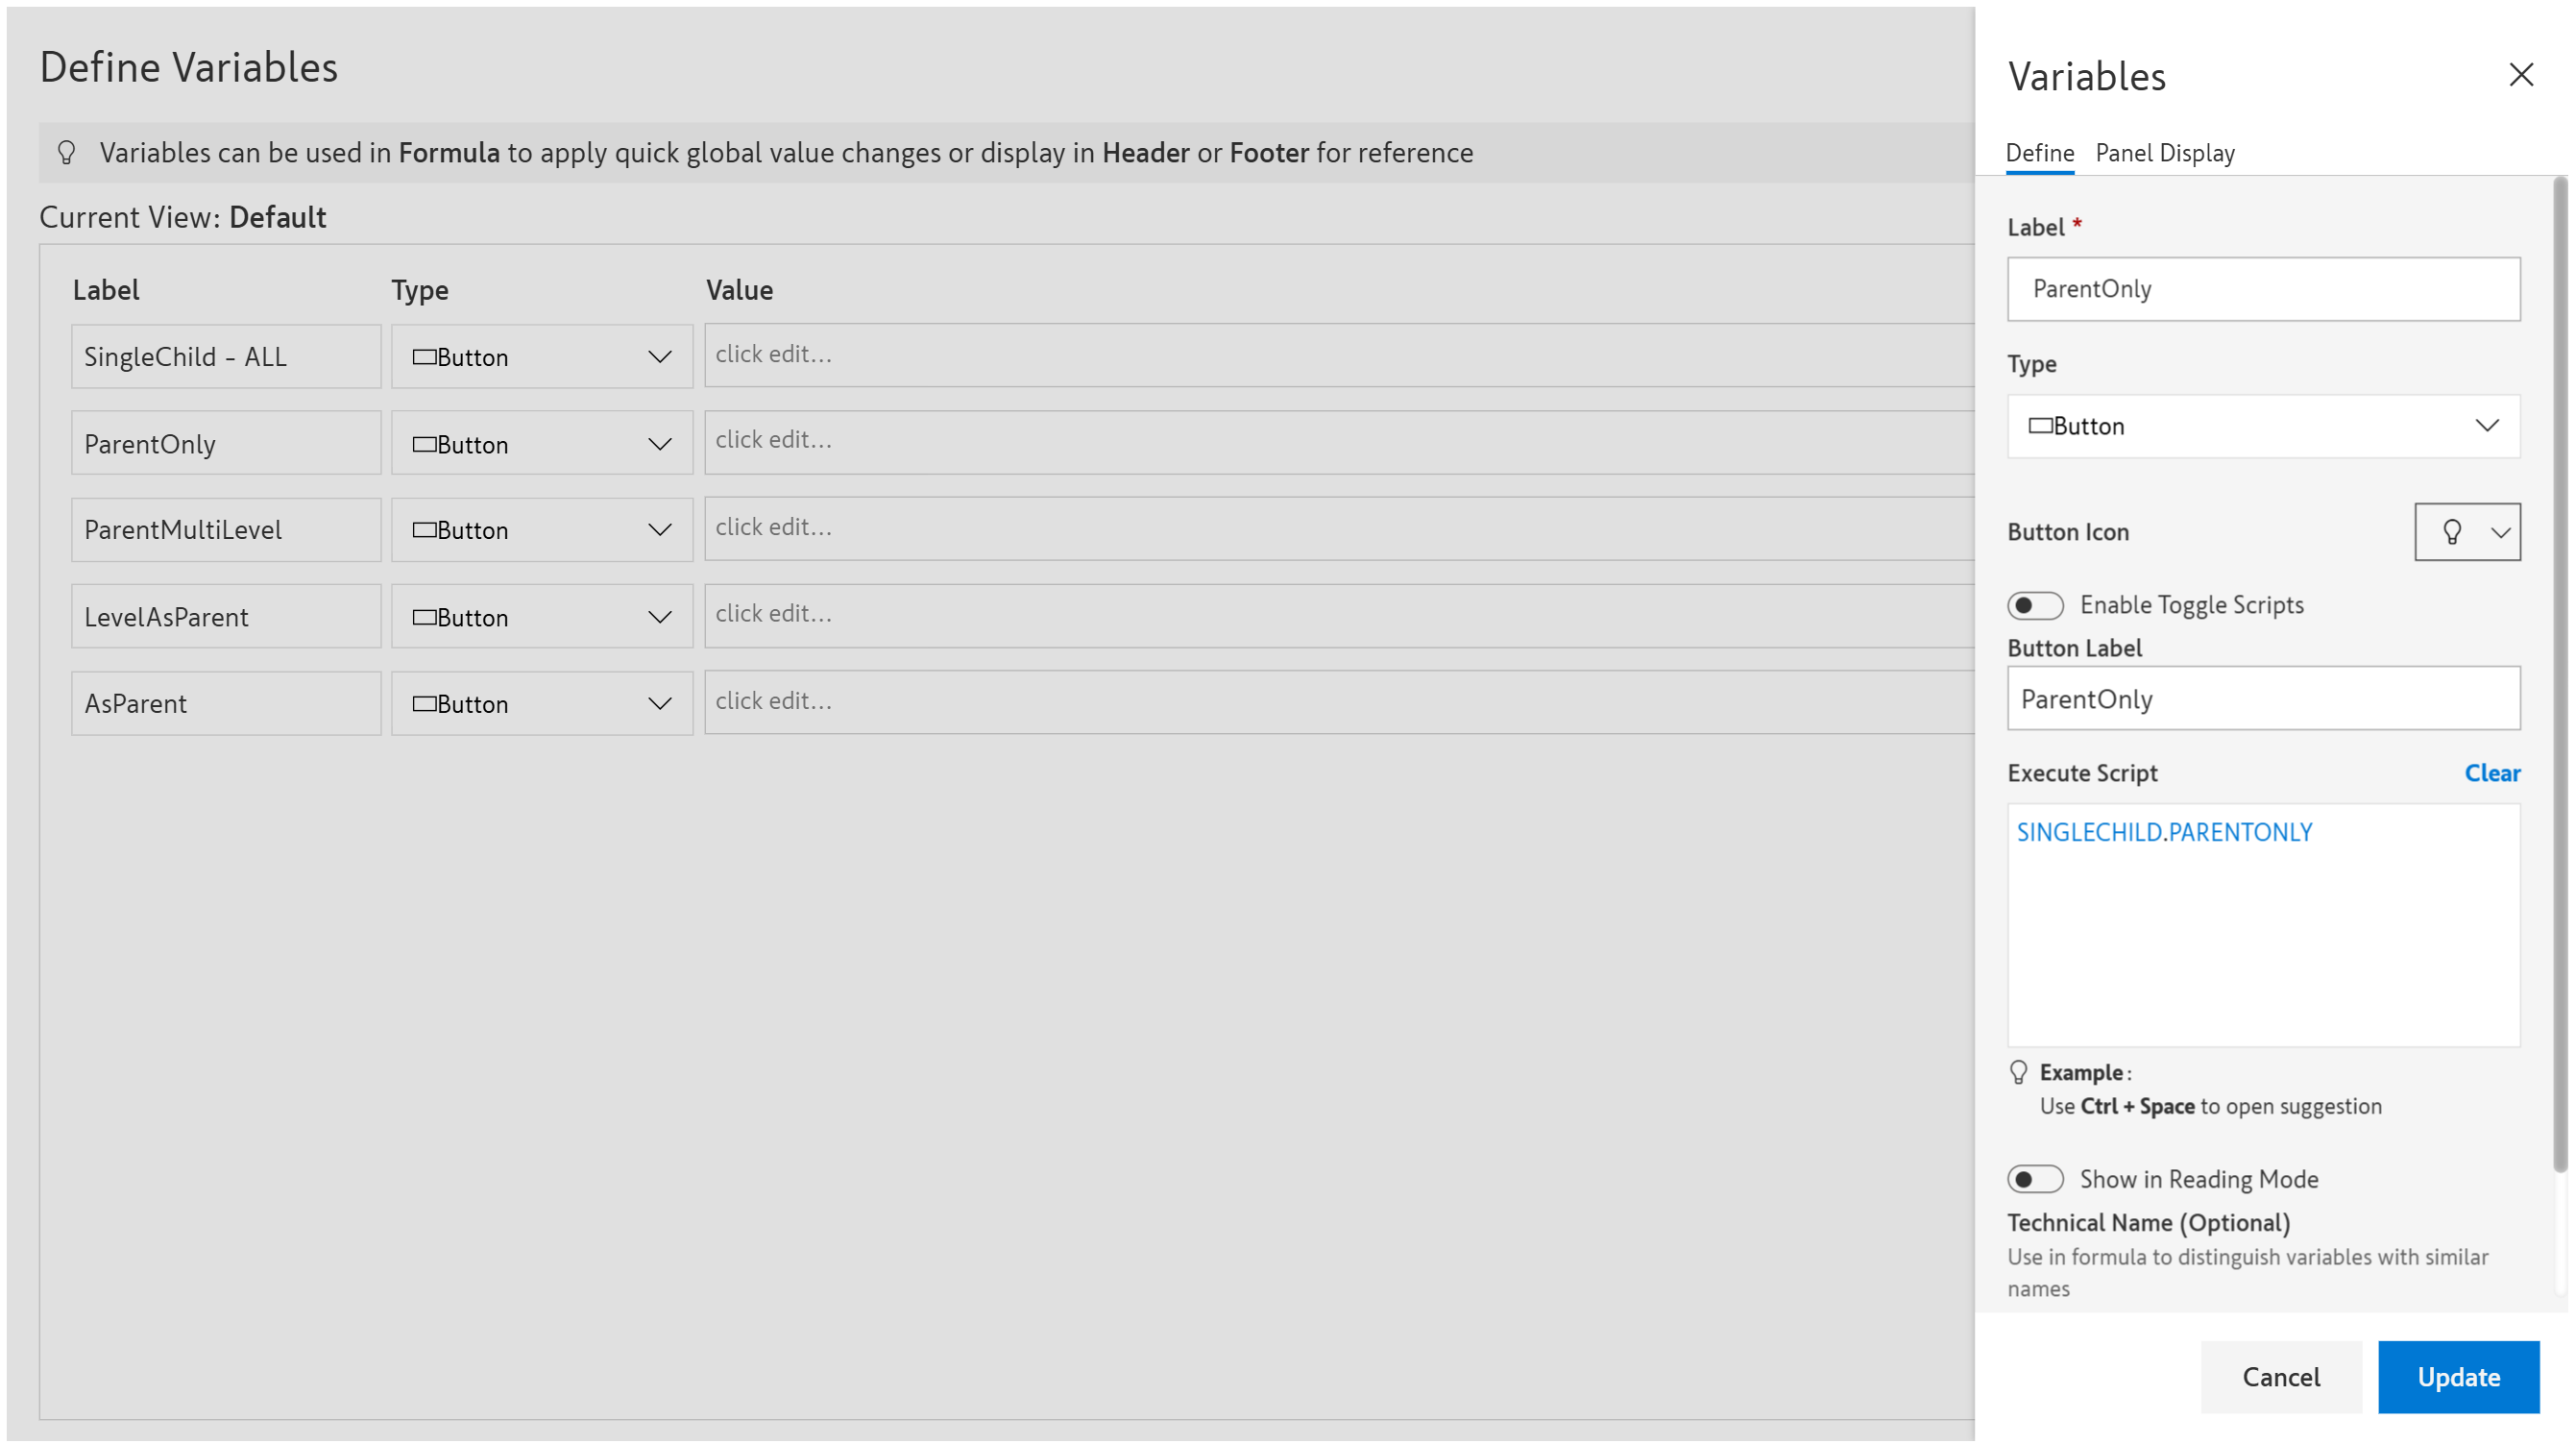 Define Variables
Variables can be used in Formula to apply quick global value changes or display in Header or Footer for reference
Current View: Default
Label Type Value
SingleChild - ALL Button click edit...
ParentOnly Button click edit...
ParentMultiLevel Button click edit...
LevelAsParent Button click edit...
AsParent Button click edit...
Variables
Define Panel Display
Label *
ParentOnly
Type
Button
Button Icon
Enable Toggle Scripts
Button Label
ParentOnly
Execute Script Clear
SINGLECHILD.PARENTONLY
Example :
Use Ctrl + Space to open suggestion
Show in Reading Mode
Technical Name (Optional)
Use in formula to distinguish variables with similar
names
Cancel Update